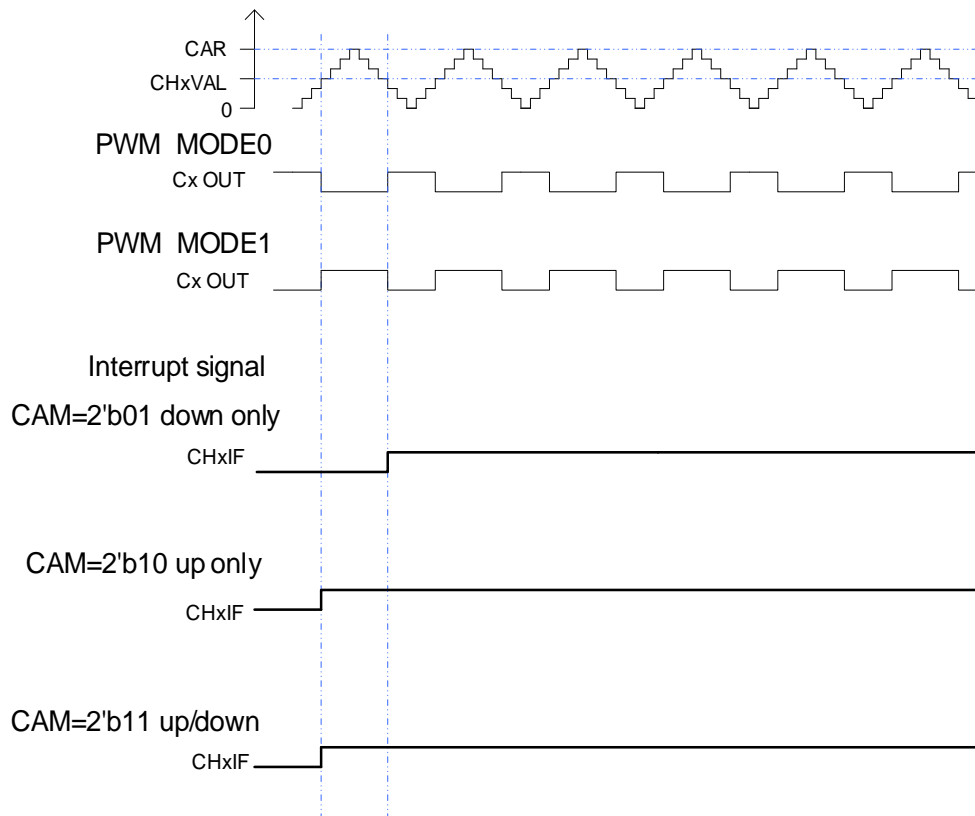 CAR
CHxVAL
0
PWM MODE0
Cx OUT
PWM MODE1
Cx OUT
Interrupt signal
CAM=2'b01 down only
CHxIF
CAM=2'b10 up only
CHxIF
CAM=2'b11 up/down
CHxIF